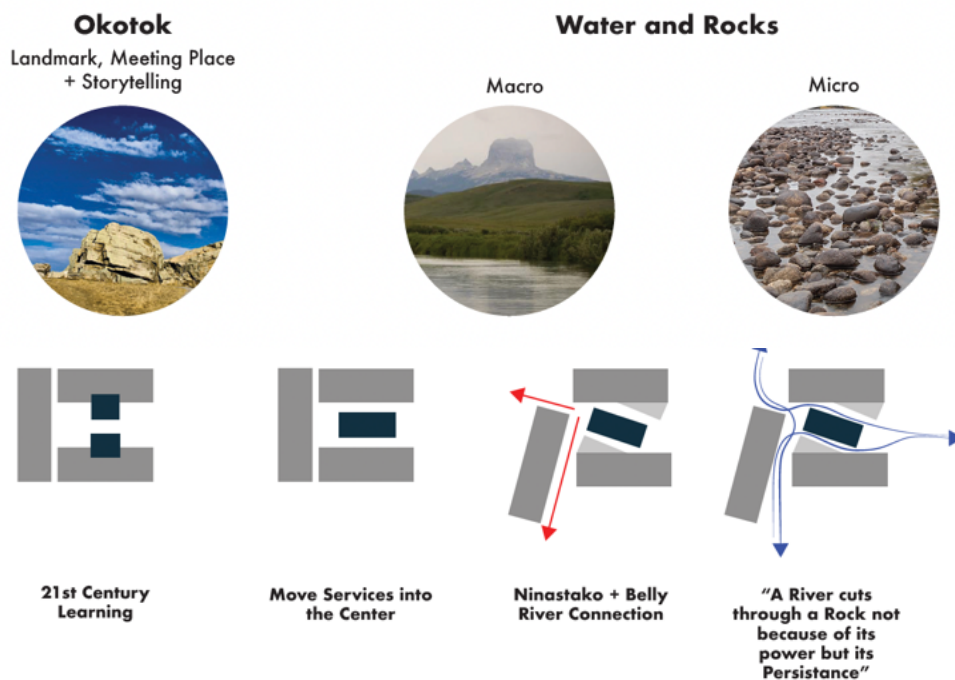 Okotok
Landmark, Meeting Place
+ Storytelling
Water and Rocks
Macro
Micro
21st Century
Learning
Move Services into
the Center
Ninastako + Belly
River Connection
“A River cuts
through a Rock not
because of its
power but its
Persistance”